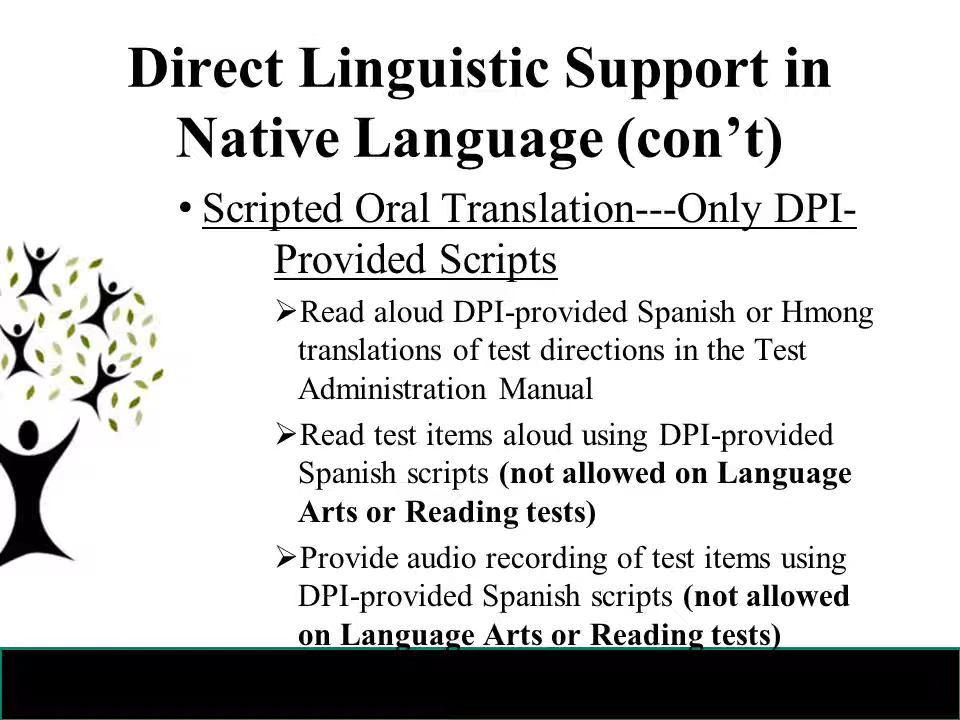 Direct Linguistic Support in
Native Language (con’t)
• Scripted Oral Translation---Only DPI-
Provided Scripts
➢Read aloud DPI-provided Spanish or Hmong
translations of test directions in the Test
Administration Manual
➢Read test items aloud using DPI-provided
Spanish scripts (not allowed on Language
Arts or Reading tests)
➢Provide audio recording of test items using
DPI-provided Spanish scripts (not allowed
on Language Arts or Reading tests)